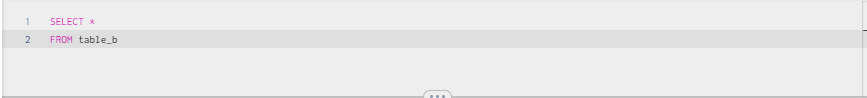 1 SELECT *
2 FROM table_b